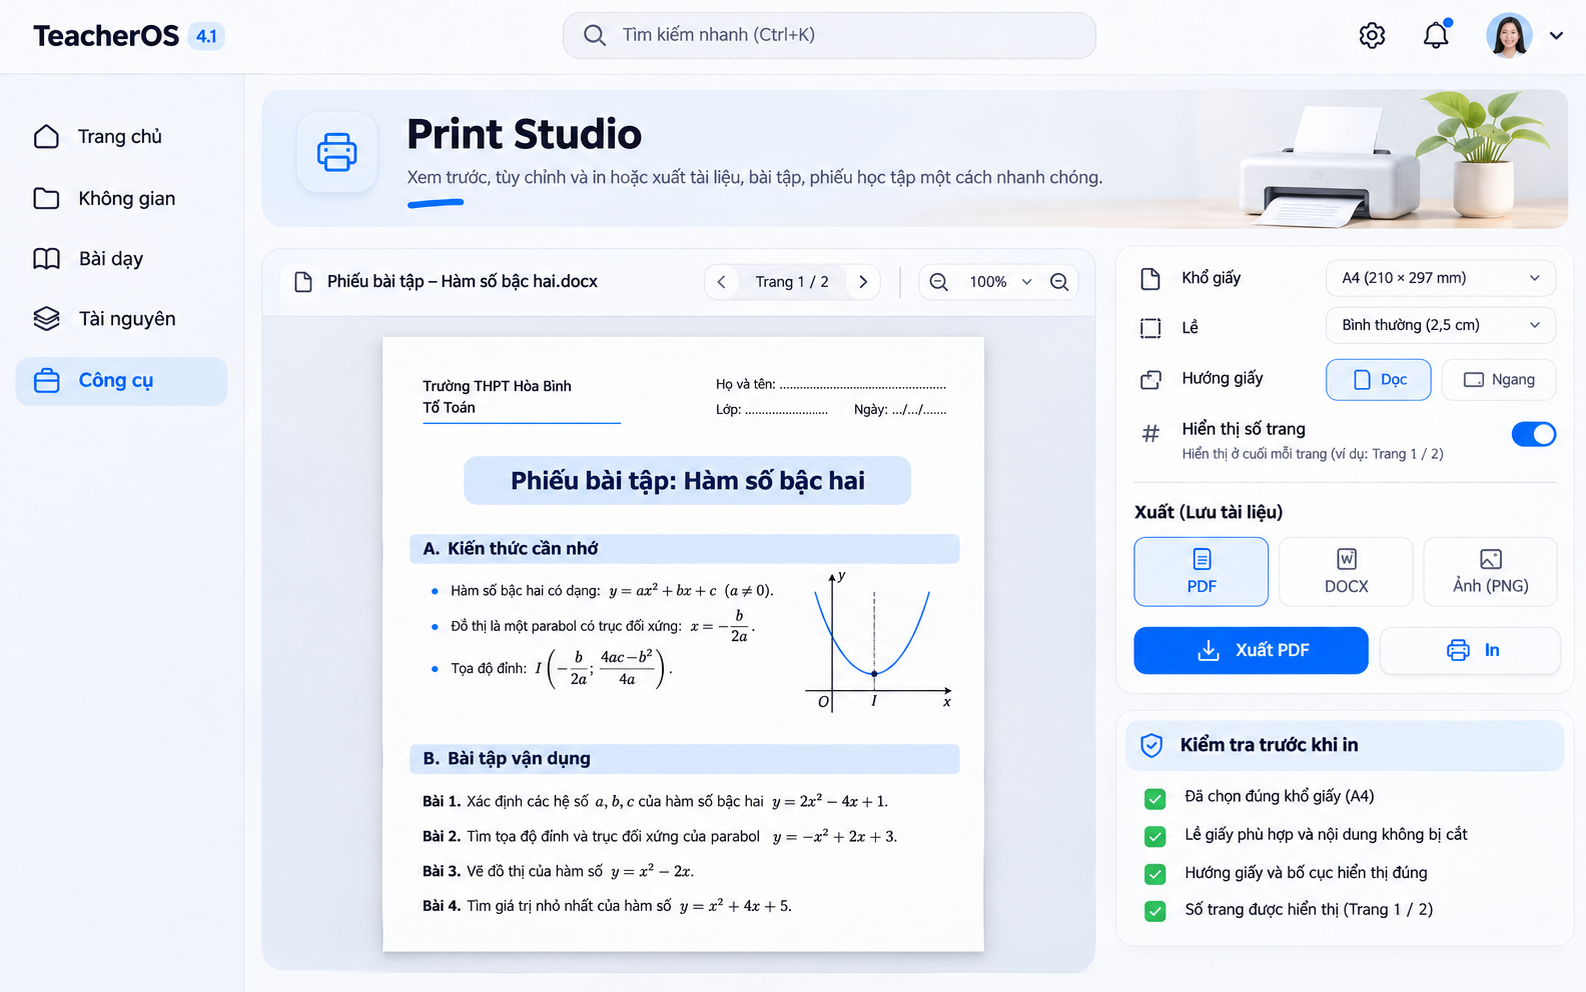 TeacherOS 4.1
Tìm kiếm nhanh (Ctrl+K)
Trang chủ
Không gian
Bài dạy
Tài nguyên
Công cụ
Print Studio
Xem trước, tùy chỉnh và in hoặc xuất tài liệu, bài tập, phiếu học tập một cách nhanh chóng.
Phiếu bài tập – Hàm số bậc hai.docx
Trang 1 / 2
100%
Trường THPT Hòa Bình
Tổ Toán
Họ và tên: ................................................
Lớp: ........................ Ngày: .../.../.......
Phiếu bài tập: Hàm số bậc hai
A. Kiến thức cần nhớ
Hàm số bậc hai có dạng: y = ax² + bx + c (a ≠ 0).
Đồ thị là một parabol có trục đối xứng: x = −b/2a.
Tọa độ đỉnh: I(−b/2a; 4ac−b²/4a).
y
O
I
x
B. Bài tập vận dụng
Bài 1. Xác định các hệ số a, b, c của hàm số bậc hai y = 2x² − 4x + 1.
Bài 2. Tìm tọa độ đỉnh và trục đối xứng của parabol y = −x² + 2x + 3.
Bài 3. Vẽ đồ thị của hàm số y = x² − 2x.
Bài 4. Tìm giá trị nhỏ nhất của hàm số y = x² + 4x + 5.
Khổ giấy
A4 (210 × 297 mm)
Lề
Bình thường (2,5 cm)
Hướng giấy
Dọc
Ngang
# Hiển thị số trang
Hiển thị ở cuối mỗi trang (ví dụ: Trang 1 / 2)
Xuất (Lưu tài liệu)
PDF
W
DOCX
Ảnh (PNG)
Xuất PDF
In
Kiểm tra trước khi in
Đã chọn đúng khổ giấy (A4)
Lề giấy phù hợp và nội dung không bị cắt
Hướng giấy và bố cục hiển thị đúng
Số trang được hiển thị (Trang 1 / 2)